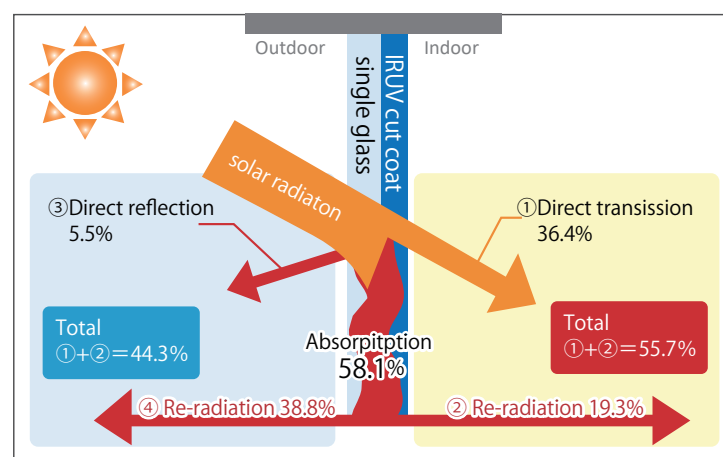 Outdoor
Indoor
single glass
IRUV cut coat
solar radiaton
③Direct reflection
5.5%
①Direct transission
36.4%
Total
①+②=44.3%
Total
①+②=55.7%
Absorpitption
58.1%
④ Re-radiation 38.8%
② Re-radiation 19.3%